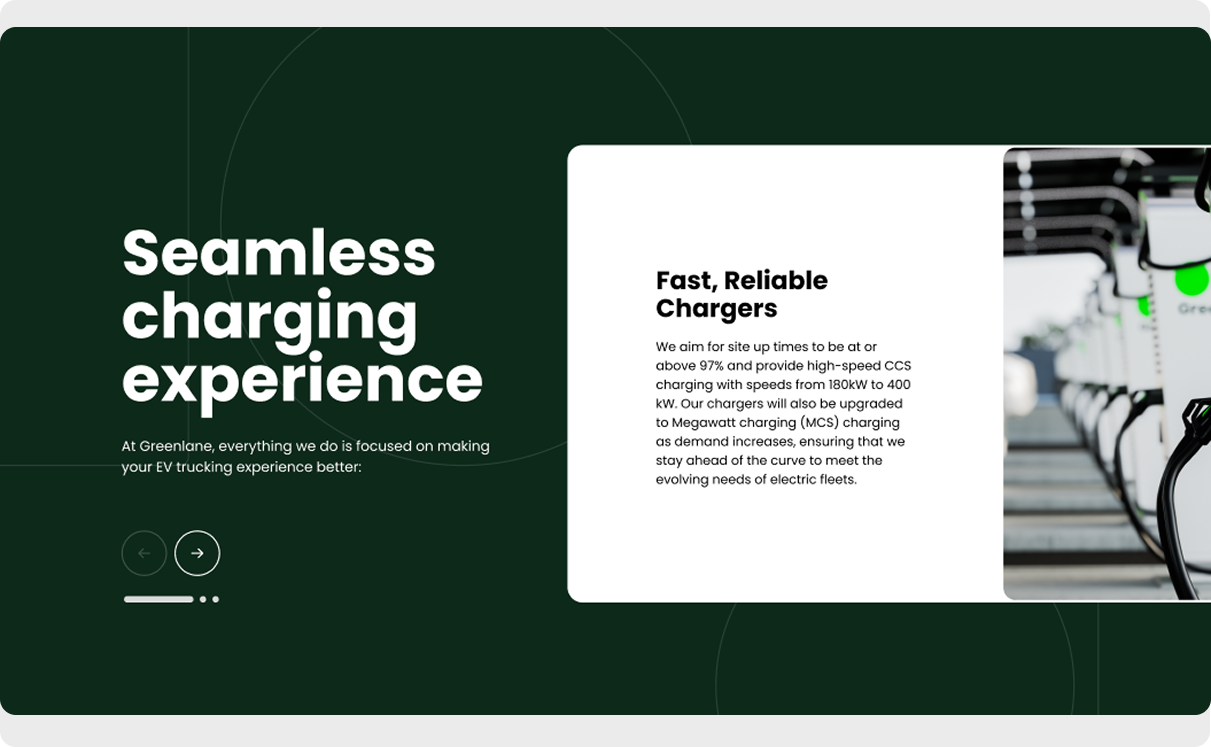 Seamless
charging
experience
At Greenlane, everything we do is focused on making
your EV trucking experience better:
Fast, Reliable
Chargers
We aim for site up times to be at or
above 97% and provide high-speed CCS
charging with speeds from 180kW to 400
kW. Our chargers will also be upgraded
to Megawatt charging (MCS) charging
as demand increases, ensuring that we
stay ahead of the curve to meet the
evolving needs of electric fleets.